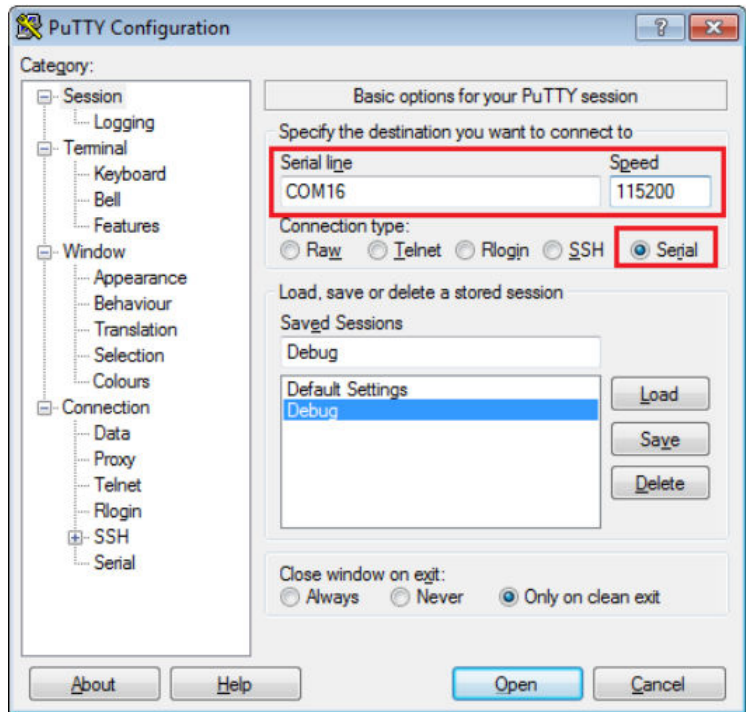 PuTTY Configuration
Category:
Session
Logging
Terminal
Keyboard
Bell
Features
Window
Appearance
Behaviour
Translation
Selection
Colours
Connection
Data
Proxy
Telnet
Rlogin
SSH
Serial
Basic options for your PuTTY session
Specify the destination you want to connect to
Serial line Speed
COM16 115200
Connection type:
Raw Telnet Rlogin SSH Serial
Load, save or delete a stored session
Saved Sessions
Debug
Default Settings
Debug
Load
Save
Delete
Close window on exit:
Always Never Only on clean exit
About Help Open Cancel